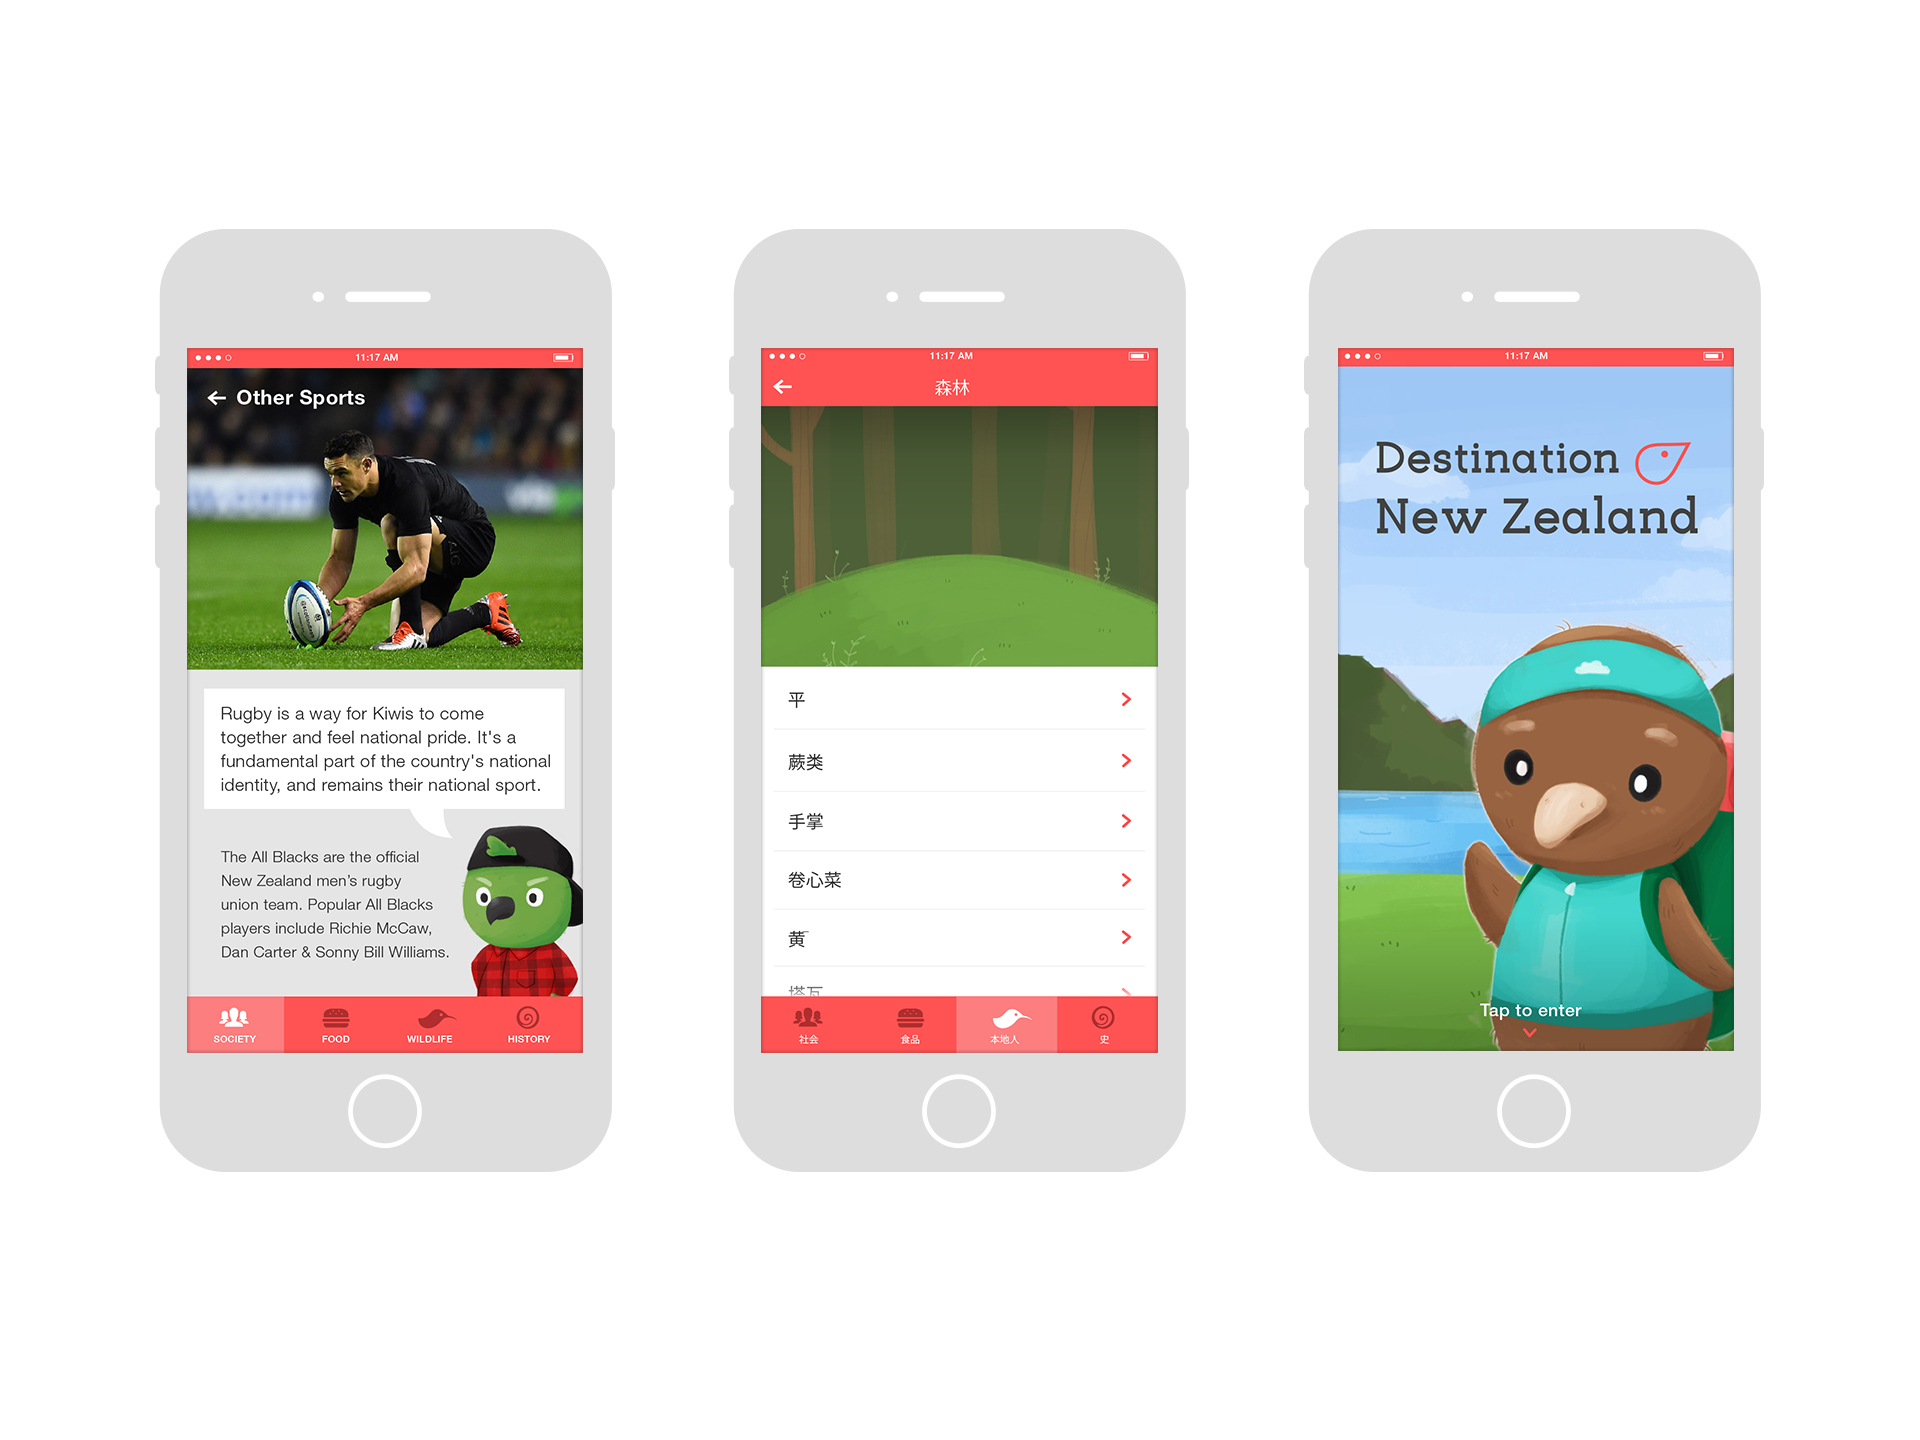 11:17 AM
Other Sports
AIG
Rugby is a way for Kiwis to come
together and feel national pride. It's a
fundamental part of the country's national
identity, and remains their national sport.
The All Blacks are the official
New Zealand men’s rugby
union team. Popular All Blacks
players include Richie McCaw,
Dan Carter & Sonny Bill Williams.
SOCIETY
FOOD
WILDLIFE
HISTORY
11:17 AM
森林
平
蕨类
手掌
卷心菜
黄
塔瓦
社会
食品
本地人
史
11:17 AM
Destination
New Zealand
Tap to enter